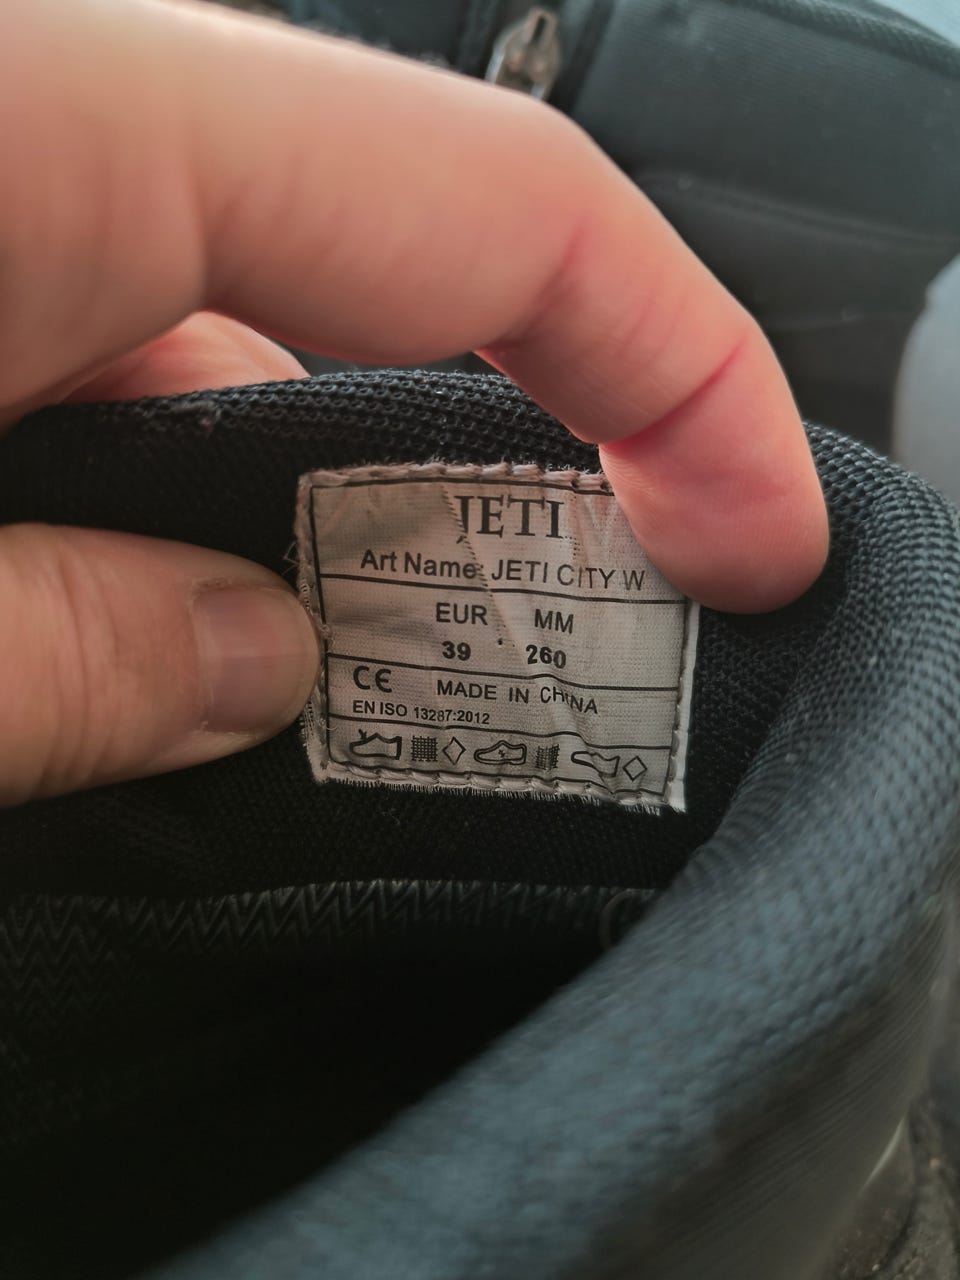 JETI
Art Name: JETI CITY W
EUR MM
39 260
CE MADE IN CHINA
EN ISO 13287:2012